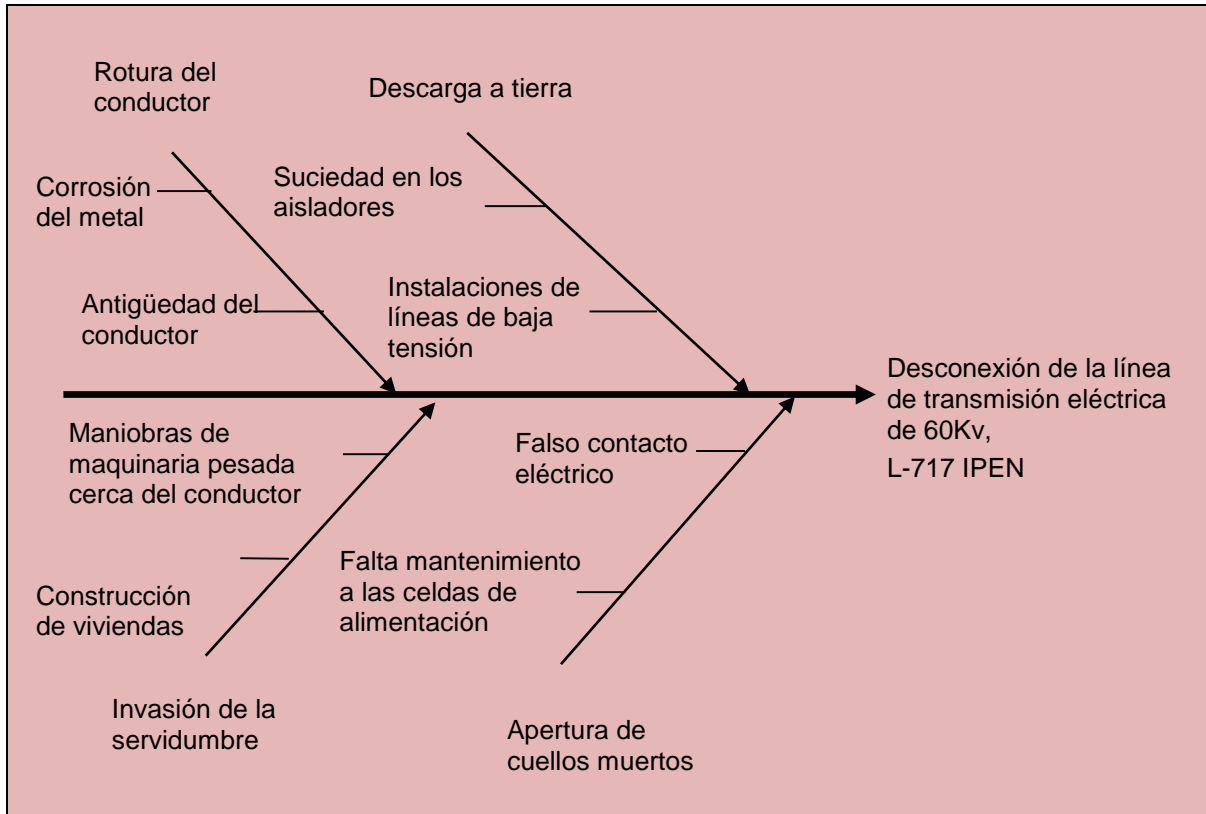 Rotura del
conductor
Descarga a tierra
Corrosión
del metal
Suciedad en los
aisladores
Antigüedad del
conductor
Instalaciones de
líneas de baja
tensión
Desconexión de la línea
de transmisión eléctrica
de 60Kv,
L-717 IPEN
Maniobras de
maquinaria pesada
cerca del conductor
Falso contacto
eléctrico
Construcción
de viviendas
Falta mantenimiento
a las celdas de
alimentación
Invasión de la
servidumbre
Apertura de
cuellos muertos